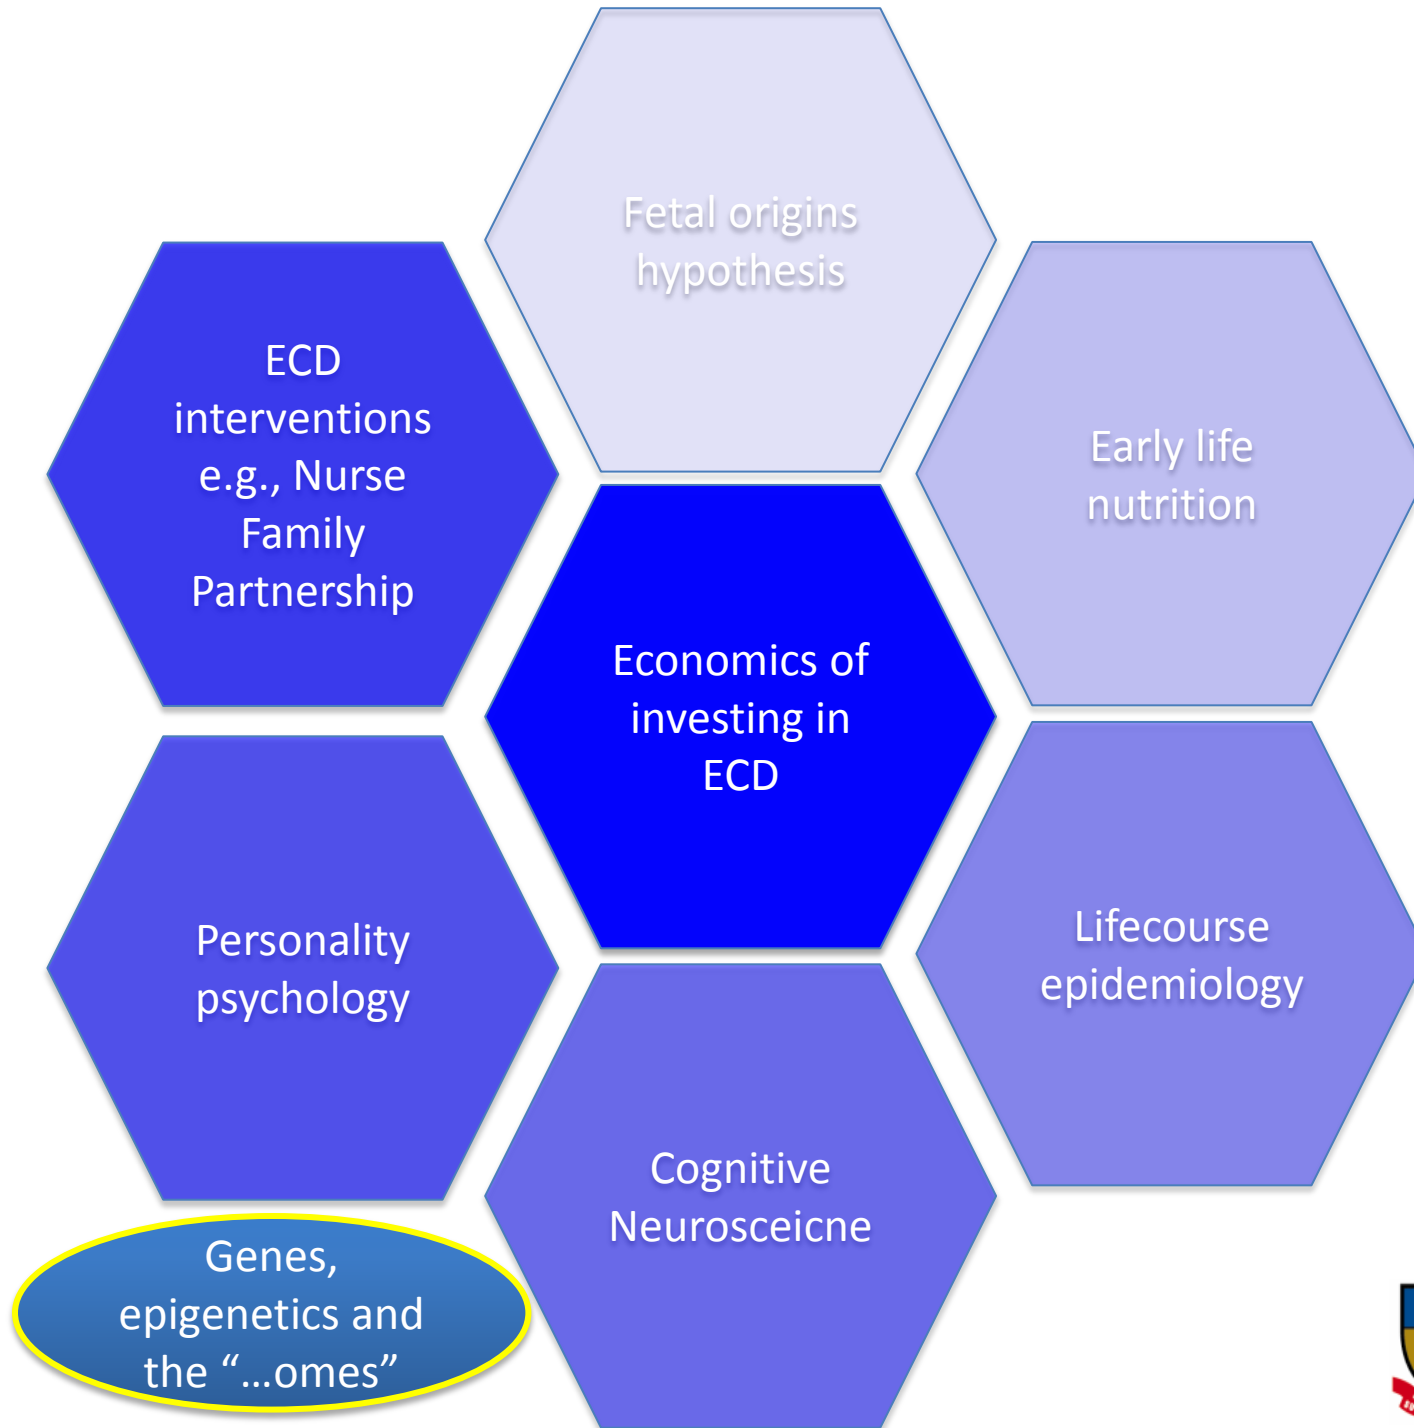 Fetal origins
hypothesis
ECD
interventions
e.g., Nurse
Family
Partnership
Early life
nutrition
Economics of
investing in
ECD
Personality
psychology
Lifecourse
epidemiology
Cognitive
Neurosceicne
Genes,
epigenetics and
the “...omes”